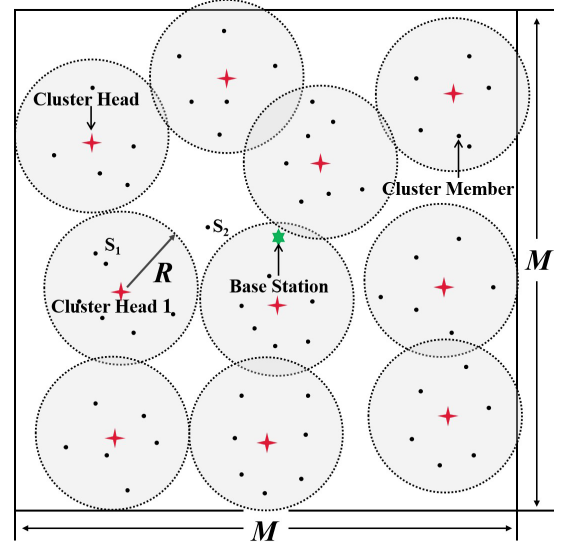 Cluster Head
Cluster Member
S₁
S₂
R
M
Base Station
Cluster Head 1
M